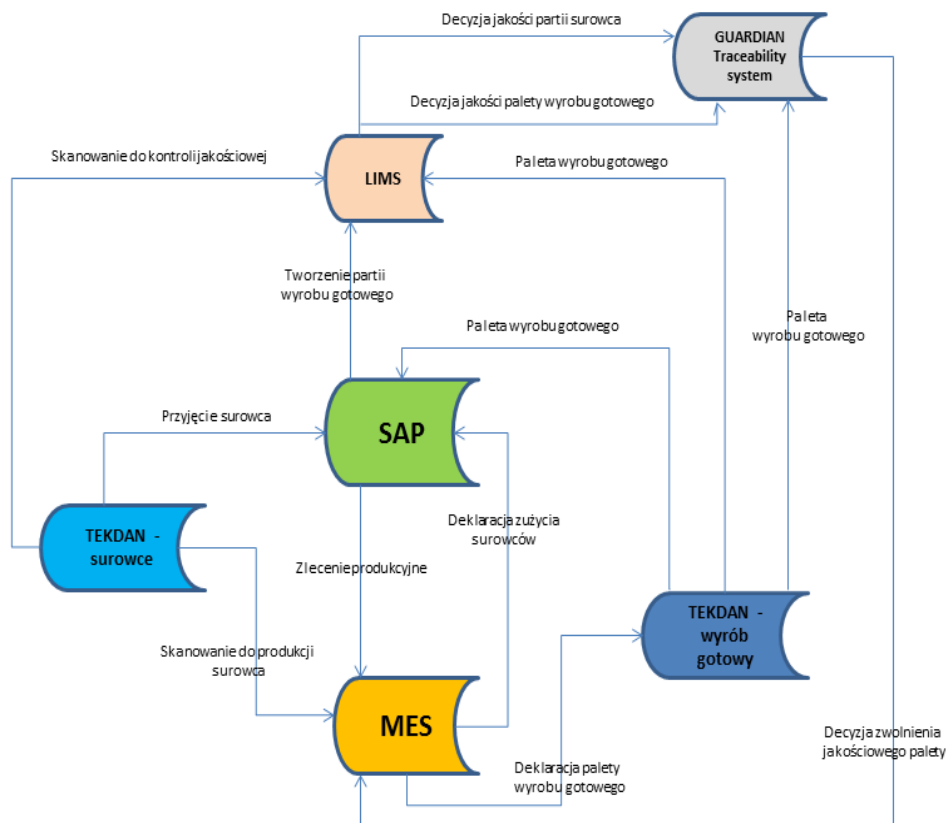 Decyzja jakości partii surowca
GUARDIAN
Traceability
system
Decyzja jakości palety wyrobu gotowego
Skanowanie do kontroli jakościowej
Paleta wyrobu gotowego
LIMS
Tworzenie partii
wyrobu gotowego
Paleta wyrobu gotowego
Paleta
wyrobu gotowego
Przyjęcie surowca
SAP
Deklaracja zużycia
surowców
TEKDAN -
surowce
Zlecenie produkcyjne
TEKDAN -
wyrób
gotowy
Skanowanie do produkcji
surowca
MES
Decyzja zwolnienia
jakościowego palety
Deklaracja palety
wyrobu gotowego